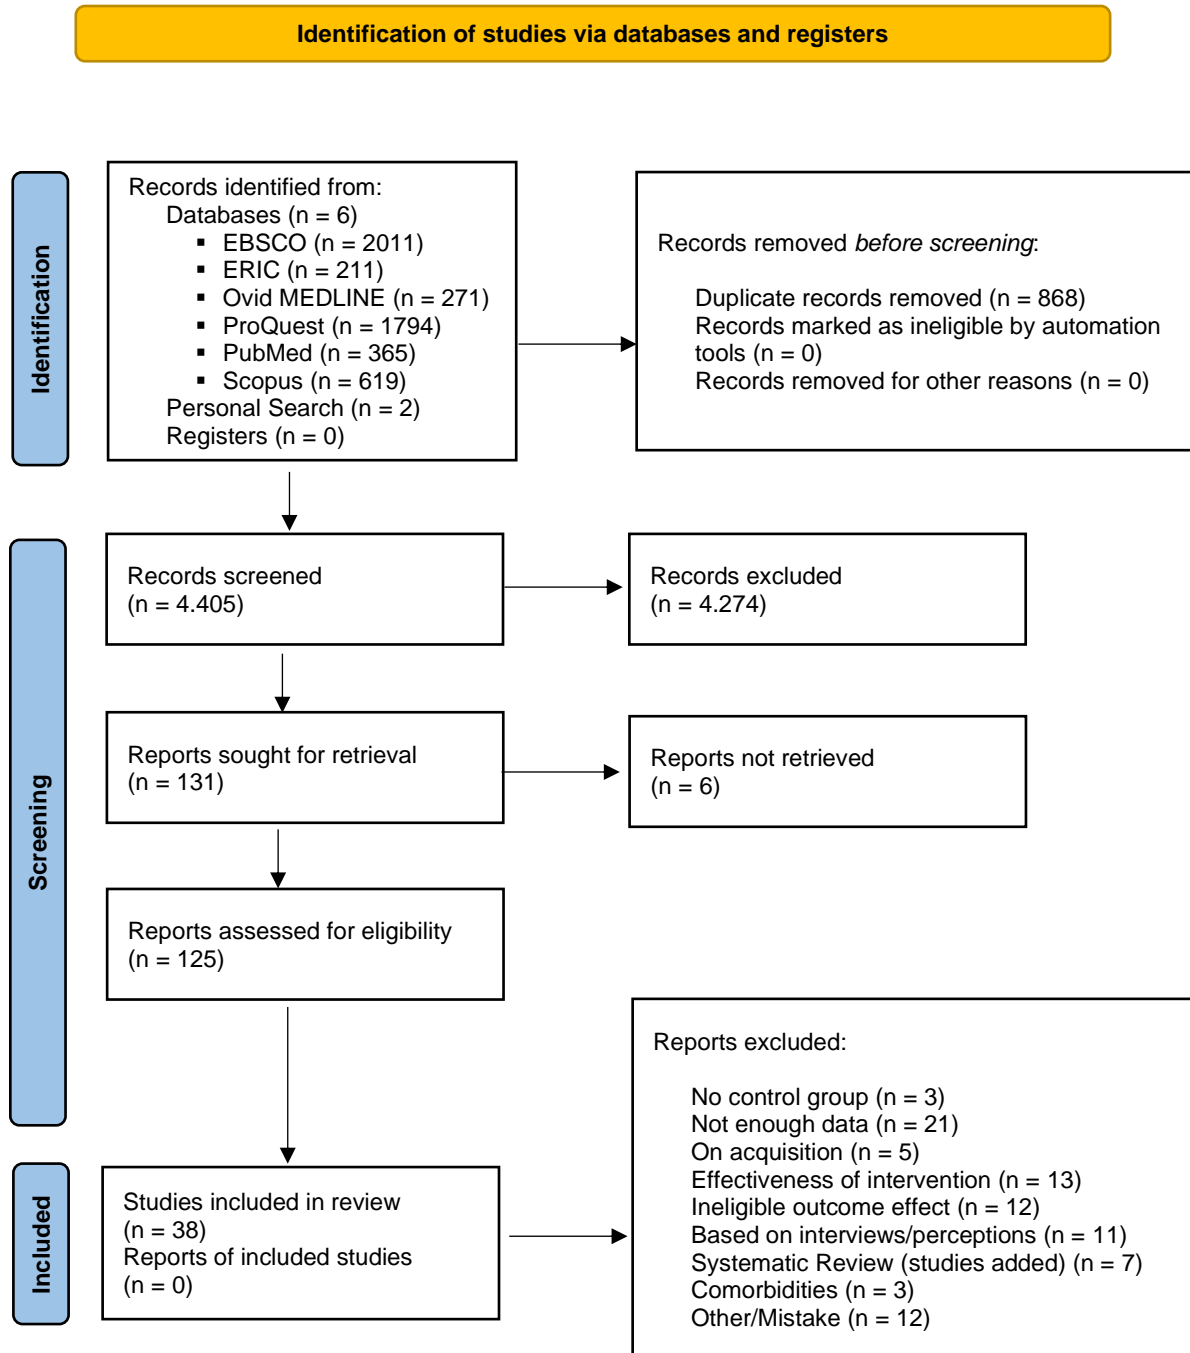 Identification of studies via databases and registers
Identification
Records identified from:
Databases (n = 6)
▪ EBSCO (n = 2011)
▪ ERIC (n = 211)
▪ Ovid MEDLINE (n = 271)
▪ ProQuest (n = 1794)
▪ PubMed (n = 365)
▪ Scopus (n = 619)
Personal Search (n = 2)
Registers (n = 0)
Records removed before screening:
Duplicate records removed (n = 868)
Records marked as ineligible by automation
tools (n = 0)
Records removed for other reasons (n = 0)
Screening
Records screened
(n = 4.405)
Records excluded
(n = 4.274)
Reports sought for retrieval
(n = 131)
Reports not retrieved
(n = 6)
Reports assessed for eligibility
(n = 125)
Reports excluded:
No control group (n = 3)
Not enough data (n = 21)
On acquisition (n = 5)
Effectiveness of intervention (n = 13)
Ineligible outcome effect (n = 12)
Based on interviews/perceptions (n = 11)
Systematic Review (studies added) (n = 7)
Comorbidities (n = 3)
Other/Mistake (n = 12)
Included
Studies included in review
(n = 38)
Reports of included studies
(n = 0)